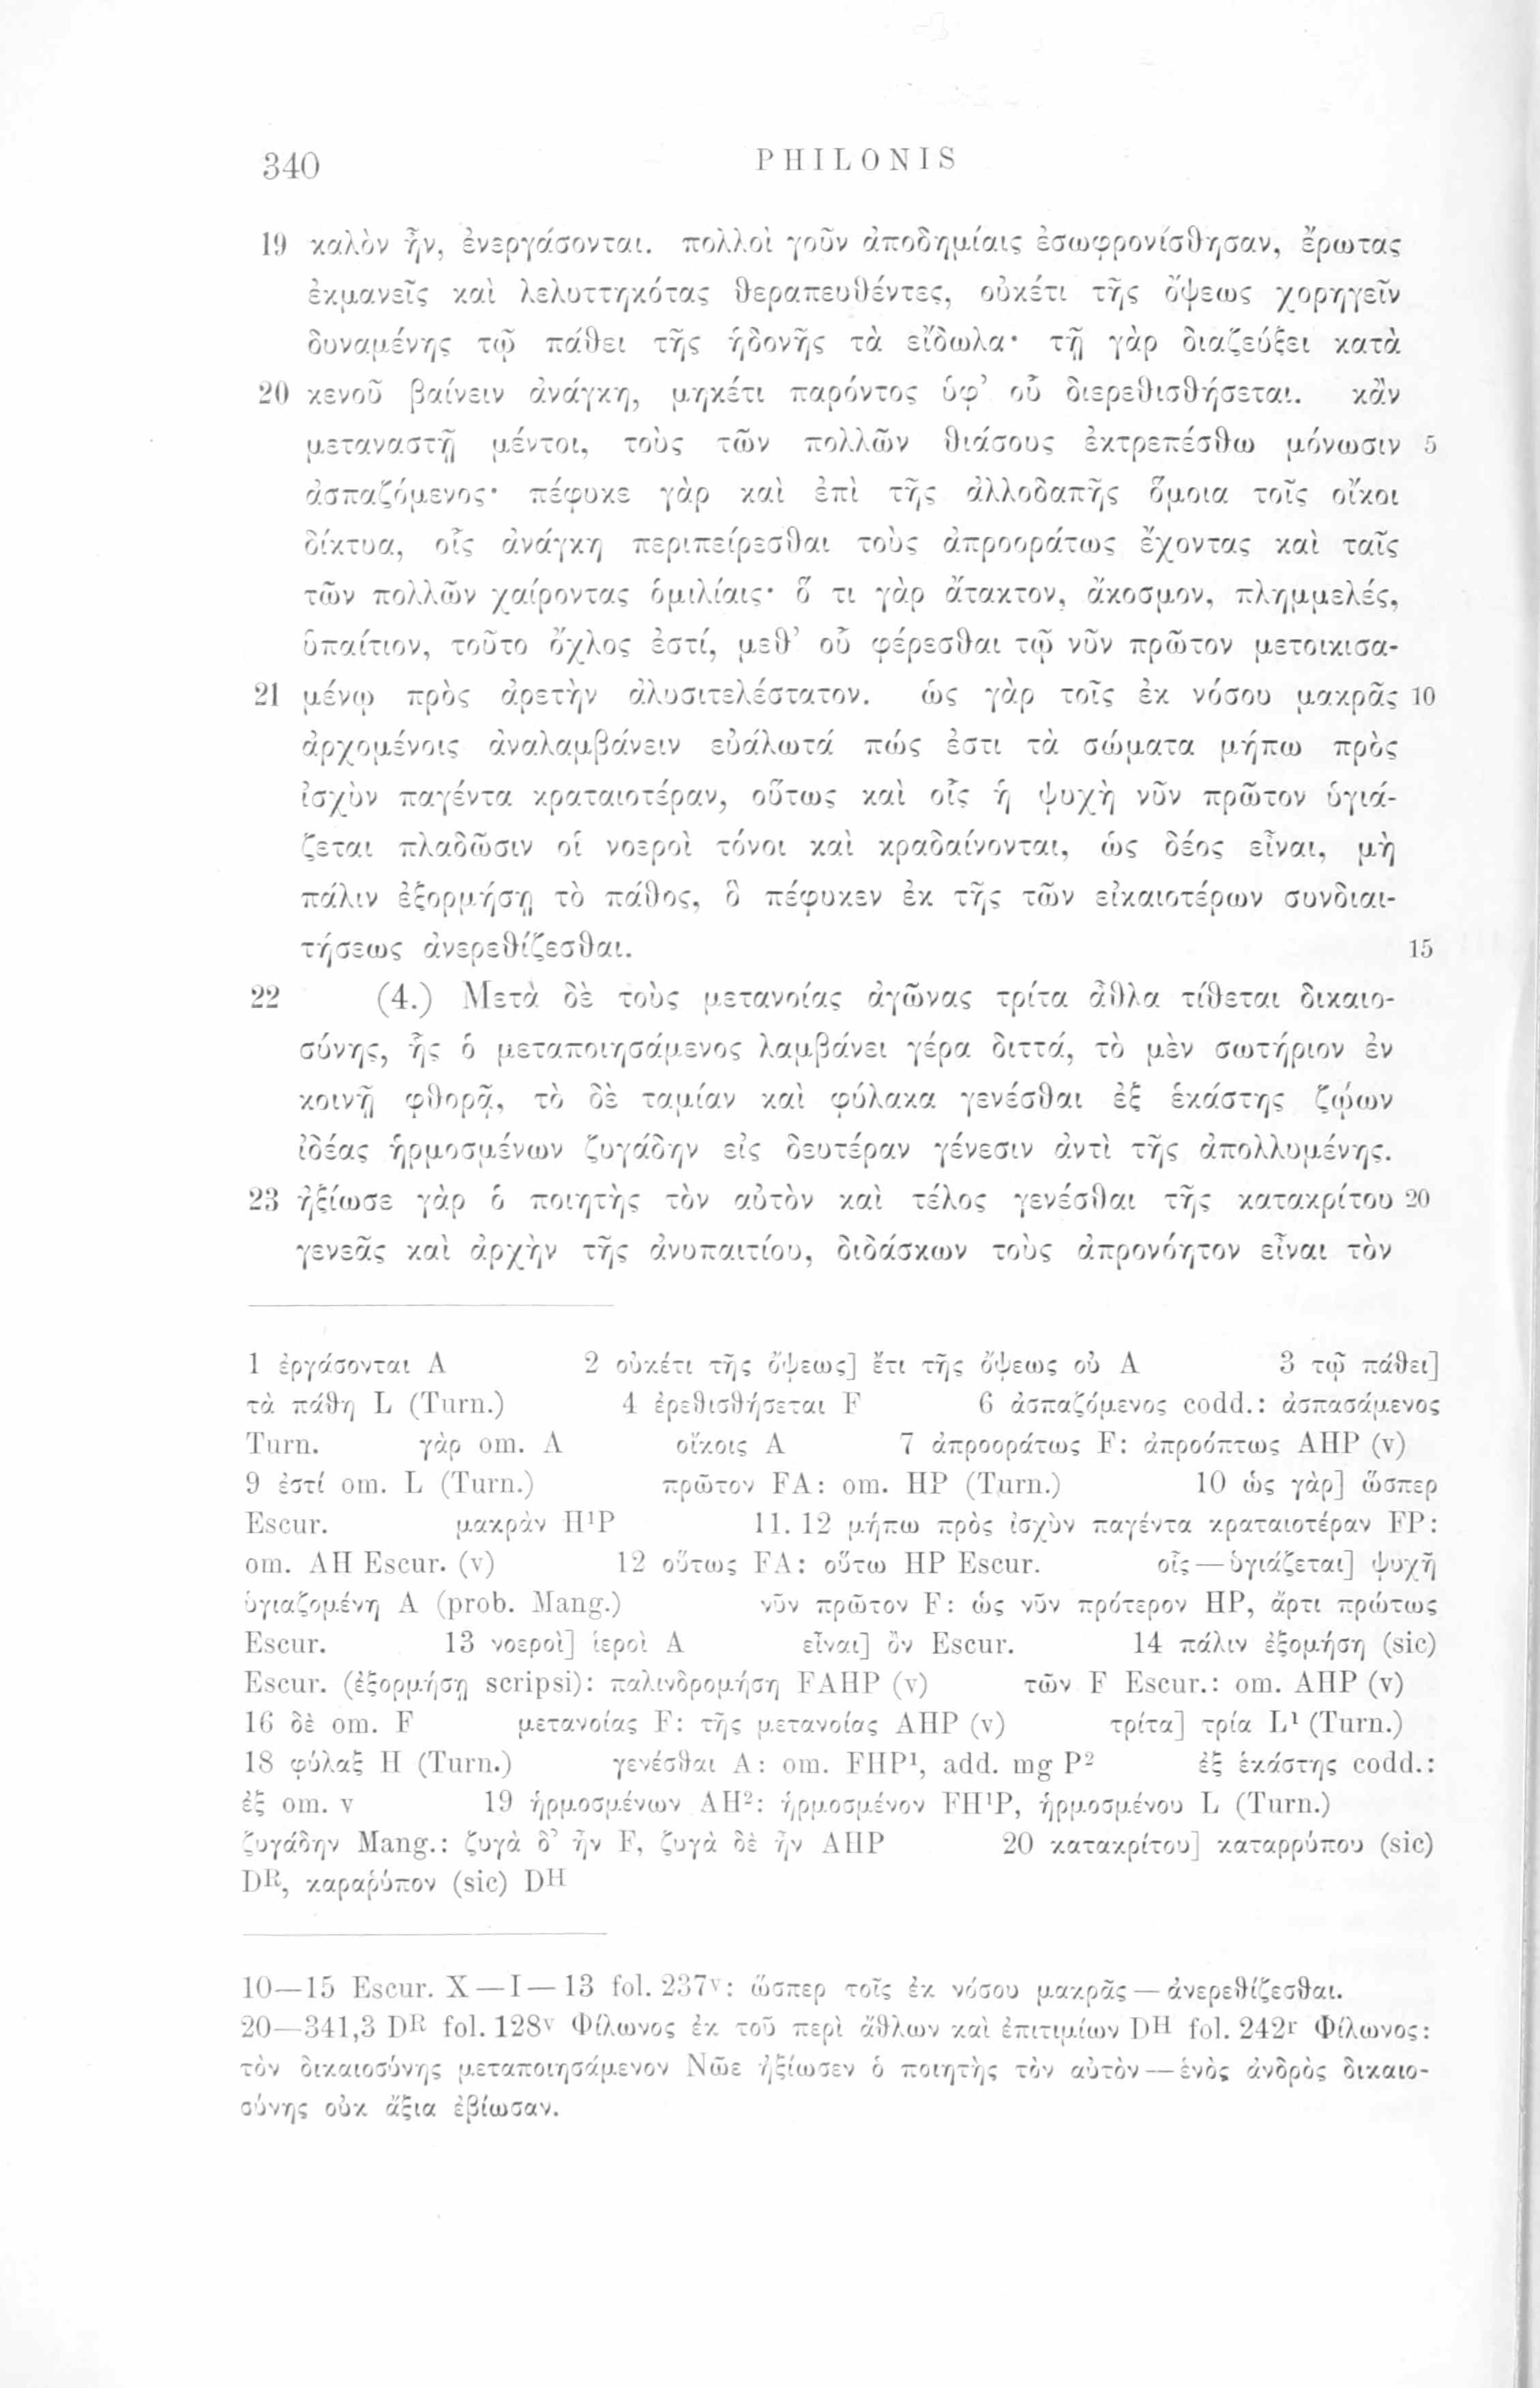 340 PHILONIS
19 καλὸν ἦν, ἐνεργάσονται. πολλοὶ γοῦν ἀποδημίαις ἐσωφρονίσθησαν, ἔρωτας
ἐκμανεῖς καὶ λελυττηκότας θεραπευθέντες, οὐκέτι τῆς ὄψεως χορηγεῖν
δυναμένης τῷ πάθει τῆς ἡδονῆς τὰ εἴδωλα· τῇ γὰρ διαζεύξει κατὰ
20 κενοῦ βαίνειν ἀνάγκη, μηκέτι παρόντος ὑφ’ οὗ διερεθισθήσεται. κἂν
μεταναστῇ μέντοι, τοὺς τῶν πολλῶν θιάσους ἐκτρεπέσθω μόνωσιν 5
ἀσπαζόμενος· πέφυκε γὰρ καὶ ἐπὶ τῆς ἀλλοδαπῆς ὅμοια τοῖς οἴκοι
δίκτυα, οἷς ἀνάγκη περιπείρεσθαι τοὺς ἀπροοράτως ἔχοντας καὶ ταῖς
τῶν πολλῶν χαίροντας ὁμιλίαις· ὅ τι γὰρ ἄτακτον, ἄκοσμον, πλημμελές,
ὑπαίτιον, τοῦτο ὄχλος ἐστί, μεθ’ οὗ φέρεσθαι τῷ νῦν πρῶτον μετοικισα-
21 μένῳ πρὸς ἀρετὴν ἀλυσιτελέστατον. ὡς γὰρ τοῖς ἐκ νόσου μακρᾶς 10
ἀρχομένοις ἀναλαμβάνειν εὐάλωτά πώς ἐστι τὰ σώματα μήπω πρὸς
ἰσχὺν παγέντα κραταιοτέραν, οὕτως καὶ οἷς ἡ ψυχὴ νῦν πρῶτον ὑγιά-
ζεται πλαδῶσιν οἱ νοεροὶ τόνοι καὶ κραδαίνονται, ὡς δέος εἶναι, μὴ
πάλιν ἐξορμήσῃ τὸ πάθος, ὃ πέφυκεν ἐκ τῆς τῶν εἰκαιοτέρων συνδιαι-
τήσεως ἀνερεθίζεσθαι. 15
22 (4.) Μετὰ δὲ τοὺς μετανοίας ἀγῶνας τρίτα ἆθλα τίθεται δικαιο-
σύνης, ἧς ὁ μεταποιησάμενος λαμβάνει γέρα διττά, τὸ μὲν σωτήριον ἐν
κοινῇ φθορᾷ, τὸ δὲ ταμίαν καὶ φύλακα γενέσθαι ἐξ ἑκάστης ζῴων
ἰδέας ἡρμοσμένων ζυγάδην εἰς δευτέραν γένεσιν ἀντὶ τῆς ἀπολλυμένης.
23 ἠξίωσε γὰρ ὁ ποιητὴς τὸν αὐτὸν καὶ τέλος γενέσθαι τῆς κατακρίτου 20
γενεᾶς καὶ ἀρχὴν τῆς ἀνυπαιτίου, διδάσκων τοὺς ἀπρονόητον εἶναι τὸν
1 ἐργάσονται A 2 οὐκέτι τῆς ὄψεως] ἔτι τῆς ὄψεως οὐ A 3 τῷ πάθει]
τὰ πάθη L (Turn.) 4 ἐρεθισθήσεται F 6 ἀσπαζόμενος codd.: ἀσπασάμενος
Turn. γὰρ om. A οἴκοις A 7 ἀπροοράτως F: ἀπροόπτως AHP (v)
9 ἐστί om. L (Turn.) πρῶτον FA: om. HP (Turn.) 10 ὡς γὰρ] ὥσπερ
Escur. μακρὰν H¹P 11. 12 μήπω πρὸς ἰσχὺν παγέντα κραταιοτέραν FP:
om. AH Escur. (v) 12 οὕτως FA: οὕτω HP Escur. οἷς — ὑγιάζεται] ψυχῇ
ὑγιαζομένῃ A (prob. Mang.) νῦν πρῶτον F: ὡς νῦν πρότερον HP, ἄρτι πρώτως
Escur. 13 νοεροὶ] ἱεροὶ A εἶναι] ὂν Escur. 14 πάλιν ἐξομήσῃ (sic)
Escur. (ἐξορμήσῃ scripsi): παλινδρομήσῃ FAHP (v) τῶν F Escur.: om. AHP (v)
16 δὲ om. F μετανοίας F: τῆς μετανοίας AHP (v) τρίτα] τρία L¹ (Turn.)
18 φύλαξ H (Turn.) γενέσθαι A: om. FHP¹, add. mg P² ἐξ ἑκάστης codd.:
ἐξ om. v 19 ἡρμοσμένων AH²: ἡρμοσμένον FH¹P, ἡρμοσμένου L (Turn.)
ζυγάδην Mang.: ζυγὰ δ’ ἦν F, ζυγὰ δὲ ἦν AHP 20 κατακρίτου] καταρρύπου (sic)
Dᴿ, καραῤύπον (sic) Dᴴ
10—15 Escur. X—I—13 fol. 237ᵛ: ὥσπερ τοῖς ἐκ νόσου μακρᾶς — ἀνερεθίζεσθαι.
20—341,3 Dᴿ fol. 128ᵛ Φίλωνος ἐκ τοῦ περὶ ἄθλων καὶ ἐπιτιμίων Dᴴ fol. 242ʳ Φίλωνος:
τὸν δικαιοσύνης μεταποιησάμενον Νῶε ἠξίωσεν ὁ ποιητὴς τὸν αὐτὸν — ἑνὸς ἀνδρὸς δικαιο-
σύνης οὐκ ἄξια ἐβίωσαν.